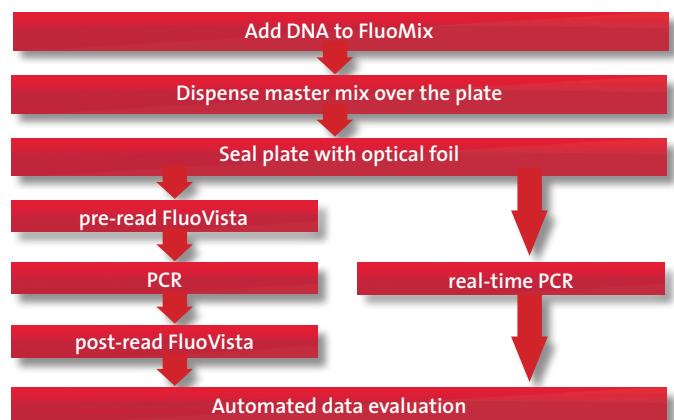 Add DNA to FluoMix
Dispense master mix over the plate
Seal plate with optical foil
pre-read FluoVista
PCR
real-time PCR
post-read FluoVista
Automated data evaluation